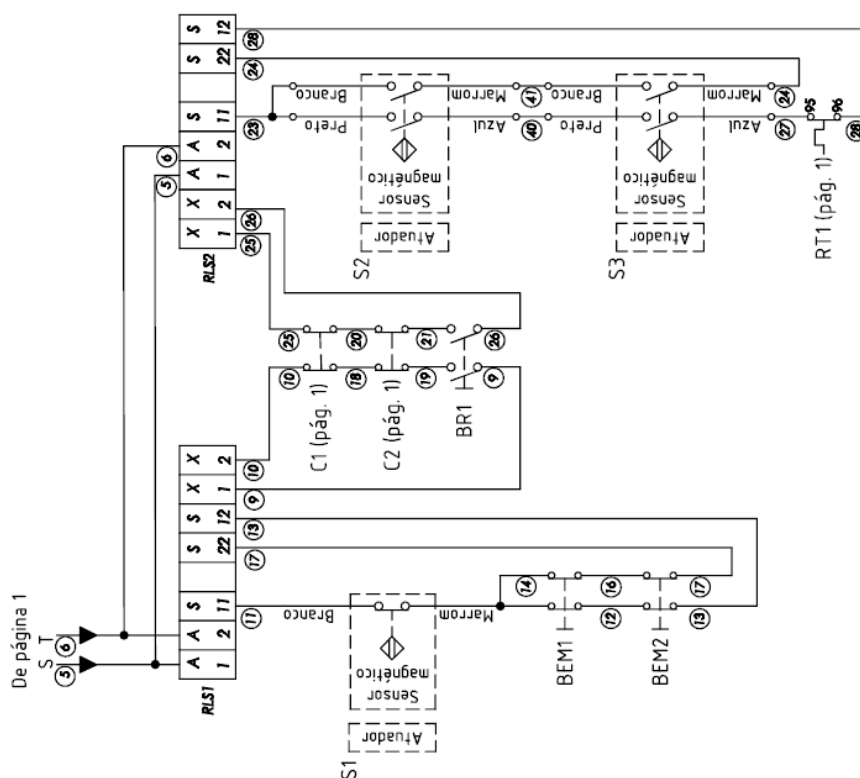 De página 1
S T
5 6
RLS1
A 1
A 2
S 11
S 22
S 12
X 1
X 2
11
17
13
9
10
RLS2
X 1
X 2
A 1
A 2
S 11
S 22
S 12
25
26
5
6
23
24
28
S1
Atuador
Sensor magnético
Branco
Marrom
BEM1
BEM2
14
16
17
12
13
C1 (pág. 1)
C2 (pág. 1)
BR1
10
18
19
9
25
20
21
26
S2
Atuador
Sensor magnético
Branco
Preto
Marrom
Azul
41
40
S3
Atuador
Sensor magnético
Branco
Preto
Marrom
Azul
24
27
RT1 (pág. 1)
95
96
28